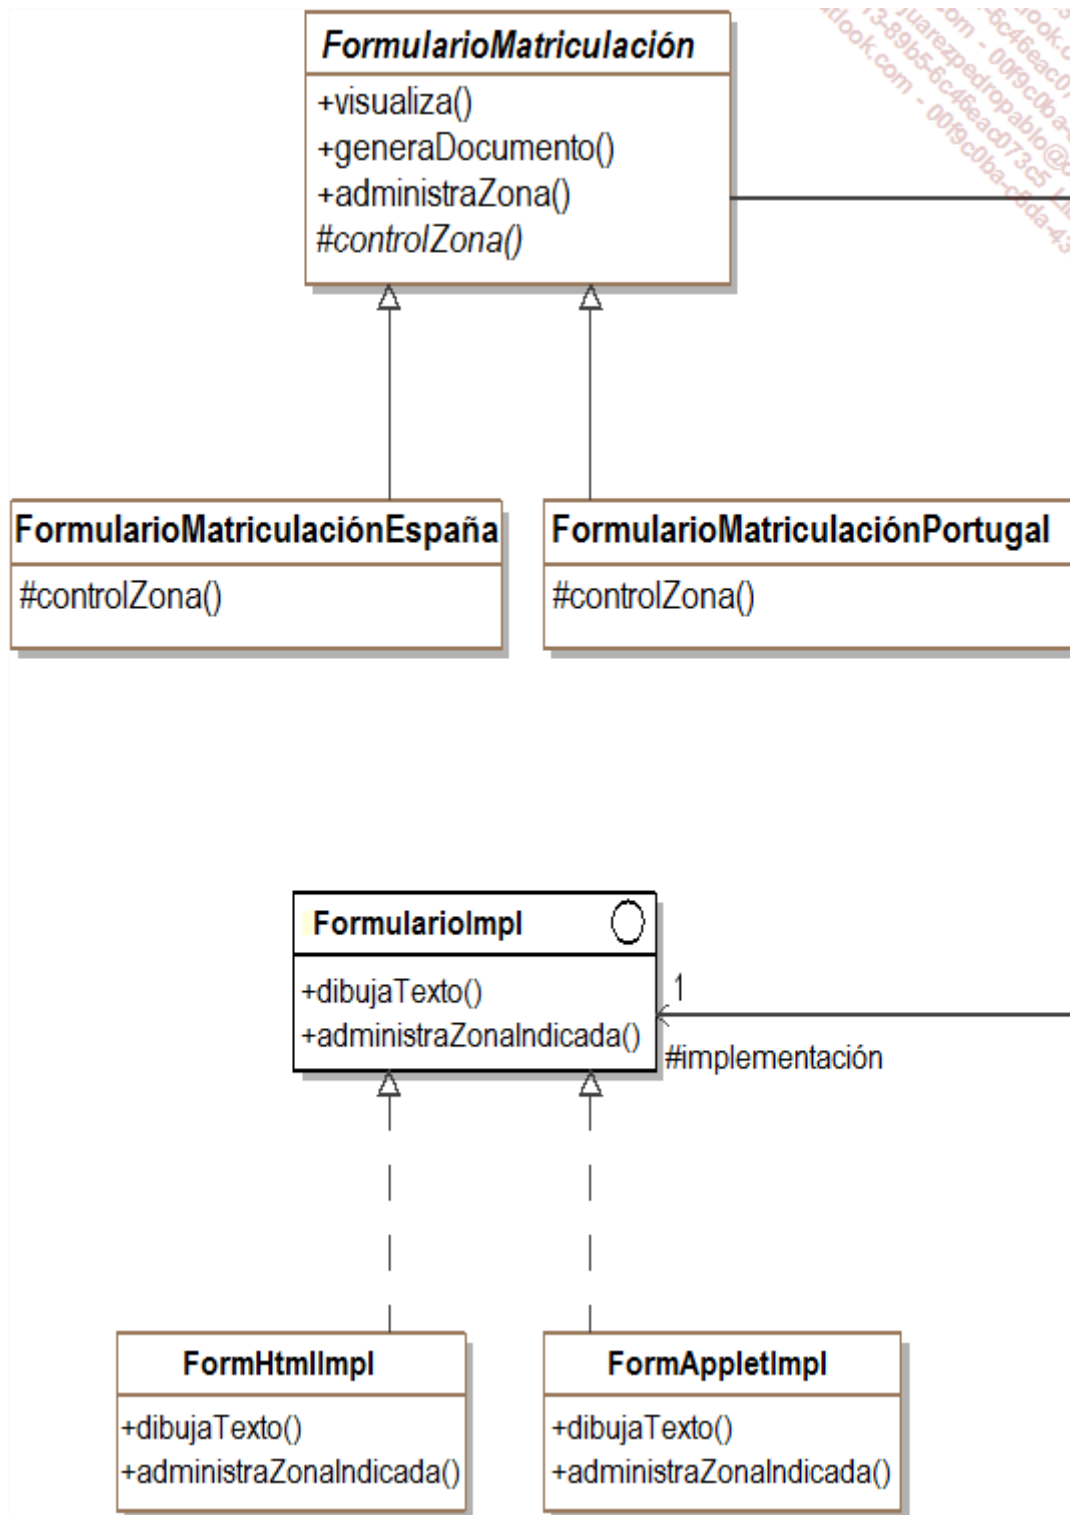 FormularioMatriculación
+visualiza()
+generaDocumento()
+administraZona()
#controlZona()
FormularioMatriculaciónEspaña
#controlZona()
FormularioMatriculaciónPortugal
#controlZona()
FormularioImpl
+dibujaTexto()
+administraZonaIndicada()
1
#implementación
FormHtmlImpl
+dibujaTexto()
+administraZonaIndicada()
FormAppletImpl
+dibujaTexto()
+administraZonaIndicada()